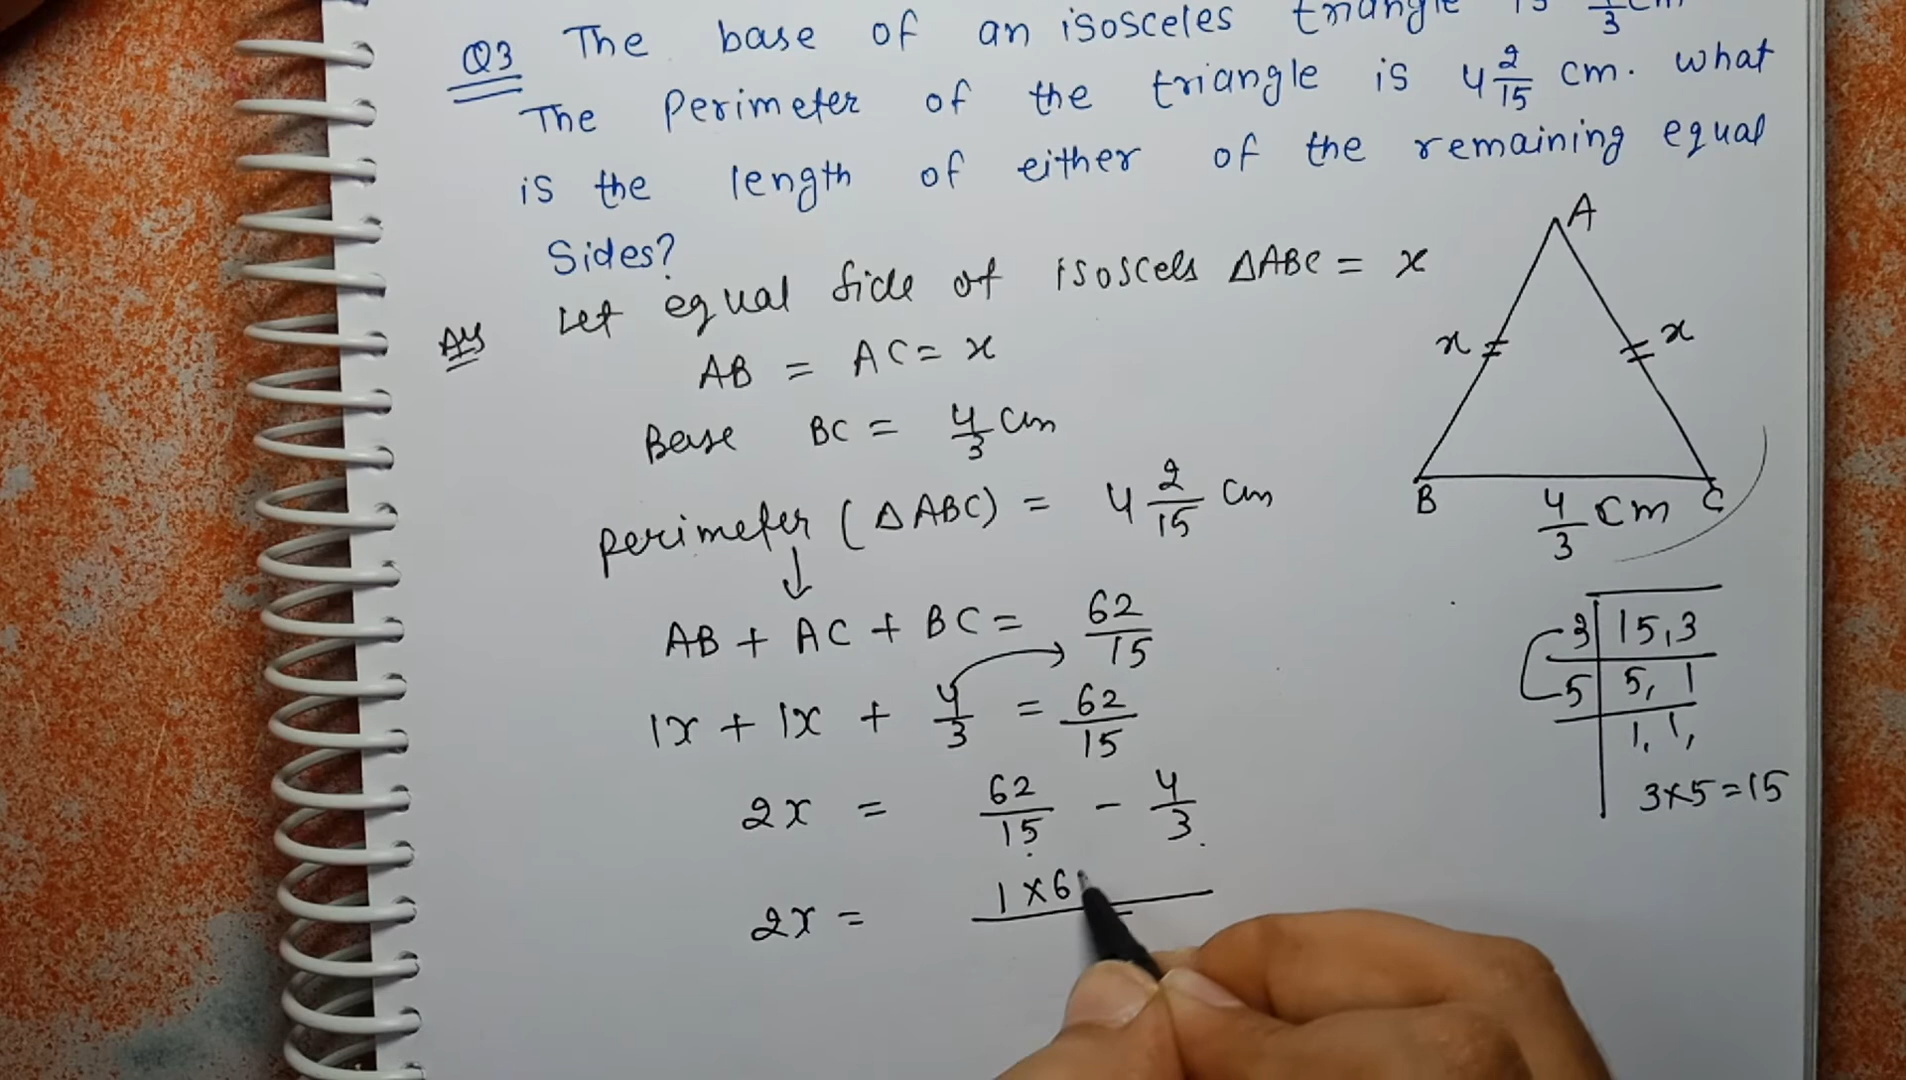 Q3 The base of an isosceles triangle is 4/3 cm
The Perimeter of the triangle is 4 2/15 cm. what
is the length of either of the remaining equal
Sides?
Ans Let equal side of isoscels ΔABC = x
AB = AC = x
Base BC = 4/3 cm
perimeter (ΔABC) = 4 2/15 cm
↓
AB + AC + BC = 62/15
1x + 1x + 4/3 = 62/15
2x = 62/15 - 4/3
2x = 1×6
A
x x
B C
4/3 cm
3 | 15,3
5 | 5, 1
1, 1,
3×5=15